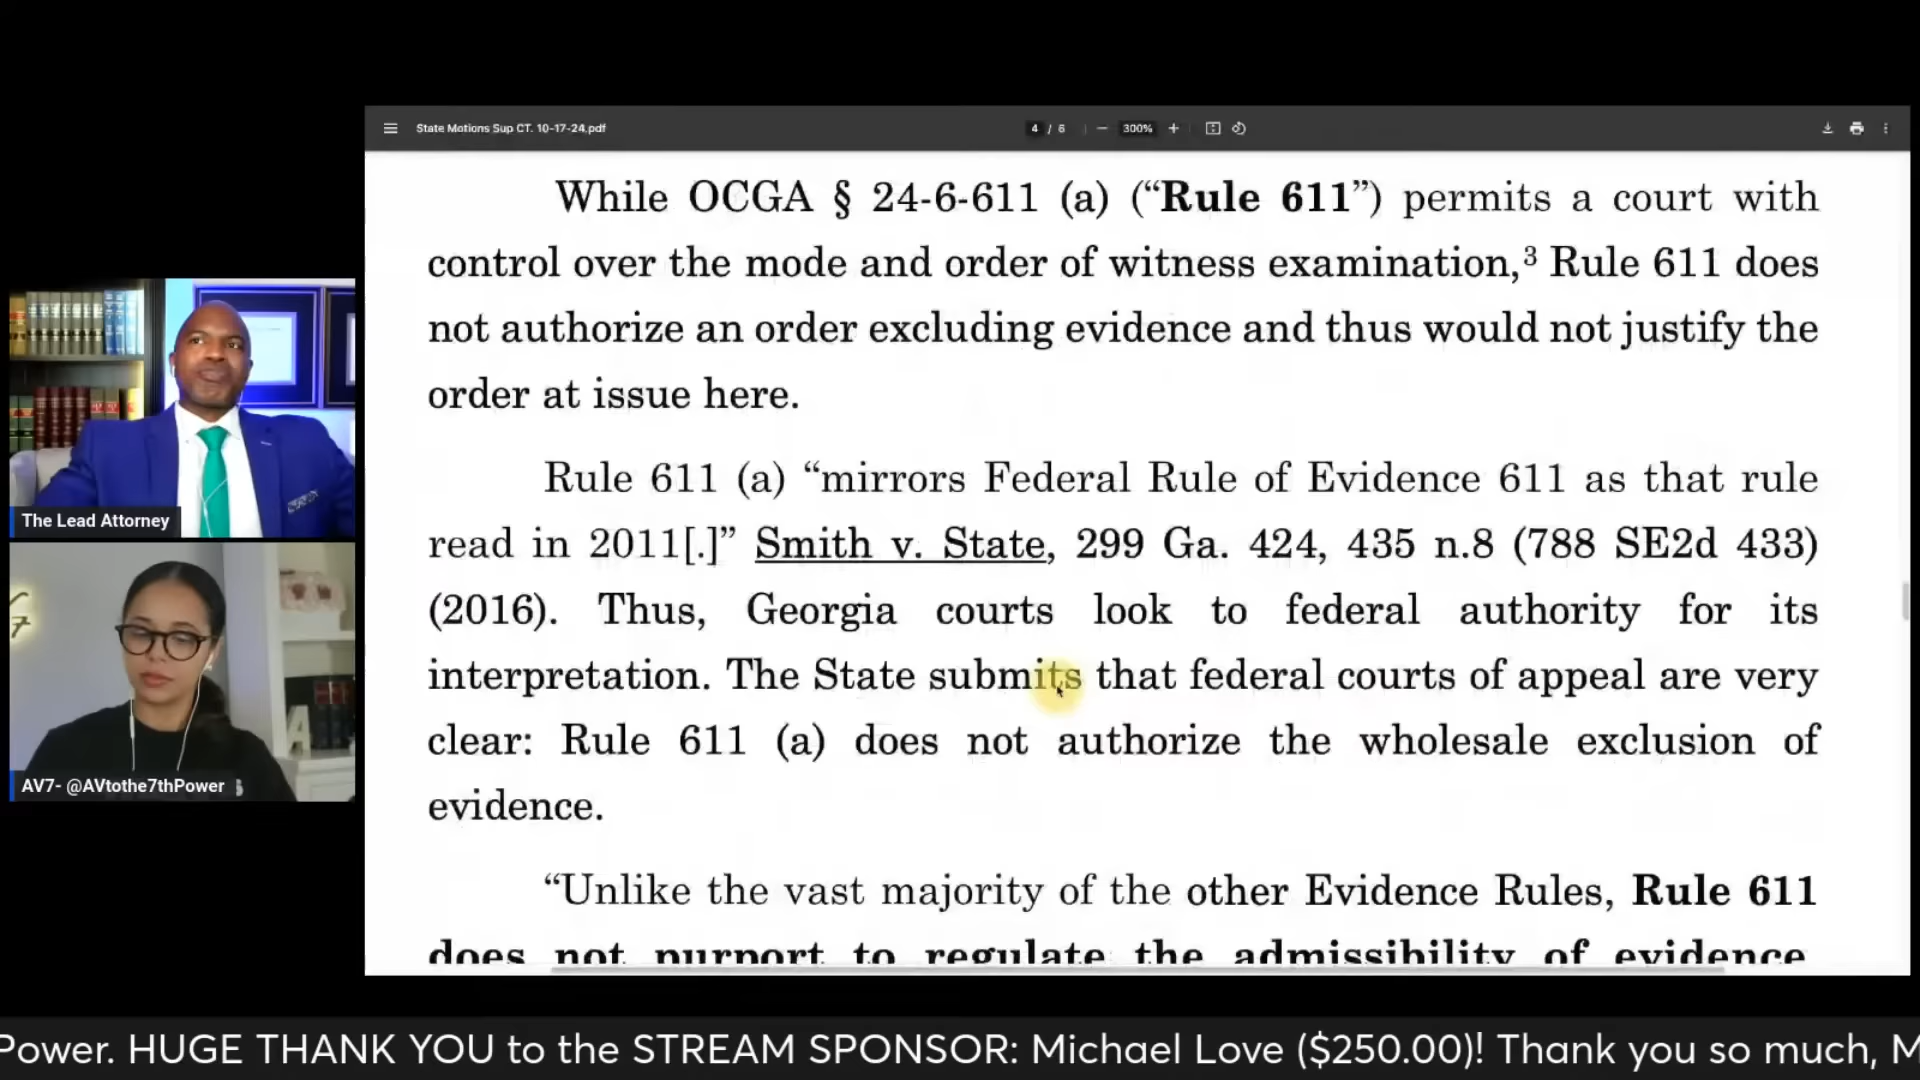 State Motions Sup CT. 10-17-24.pdf
4 / 6
300%
While OCGA § 24-6-611 (a) (“Rule 611”) permits a court with
control over the mode and order of witness examination,³ Rule 611 does
not authorize an order excluding evidence and thus would not justify the
order at issue here.
Rule 611 (a) “mirrors Federal Rule of Evidence 611 as that rule
read in 2011[.]” Smith v. State, 299 Ga. 424, 435 n.8 (788 SE2d 433)
(2016). Thus, Georgia courts look to federal authority for its
interpretation. The State submits that federal courts of appeal are very
clear: Rule 611 (a) does not authorize the wholesale exclusion of
evidence.
“Unlike the vast majority of the other Evidence Rules, Rule 611
does not purport to regulate the admissibility of evidence
The Lead Attorney
AV7- @AVtothe7thPower
Power. HUGE THANK YOU to the STREAM SPONSOR: Michael Love ($250.00)! Thank you so much, M